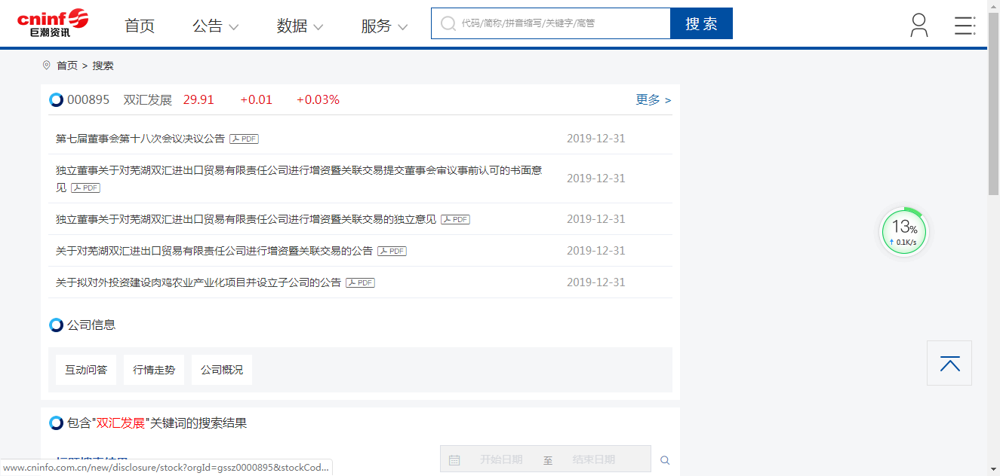 cninf
巨潮资讯
首页
公告
数据
服务
代码/简称/拼音缩写/关键字/高管
搜 索
首页 > 搜索
000895 双汇发展 29.91 +0.01 +0.03%
更多 >
第七届董事会第十八次会议决议公告 PDF 2019-12-31
独立董事关于对芜湖双汇进出口贸易有限责任公司进行增资暨关联交易提交董事会审议事前认可的书面意
见 PDF 2019-12-31
独立董事关于对芜湖双汇进出口贸易有限责任公司进行增资暨关联交易的独立意见 PDF 2019-12-31
关于对芜湖双汇进出口贸易有限责任公司进行增资暨关联交易的公告 PDF 2019-12-31
关于拟对外投资建设肉鸡农业产业化项目并设立子公司的公告 PDF 2019-12-31
13%
↑ 0.1K/s
公司信息
互动问答
行情走势
公司概况
包含"双汇发展"关键词的搜索结果
开始日期 至 结束日期
www.cninfo.com.cn/new/disclosure/stock?orgId=gssz0000895&stockCod...